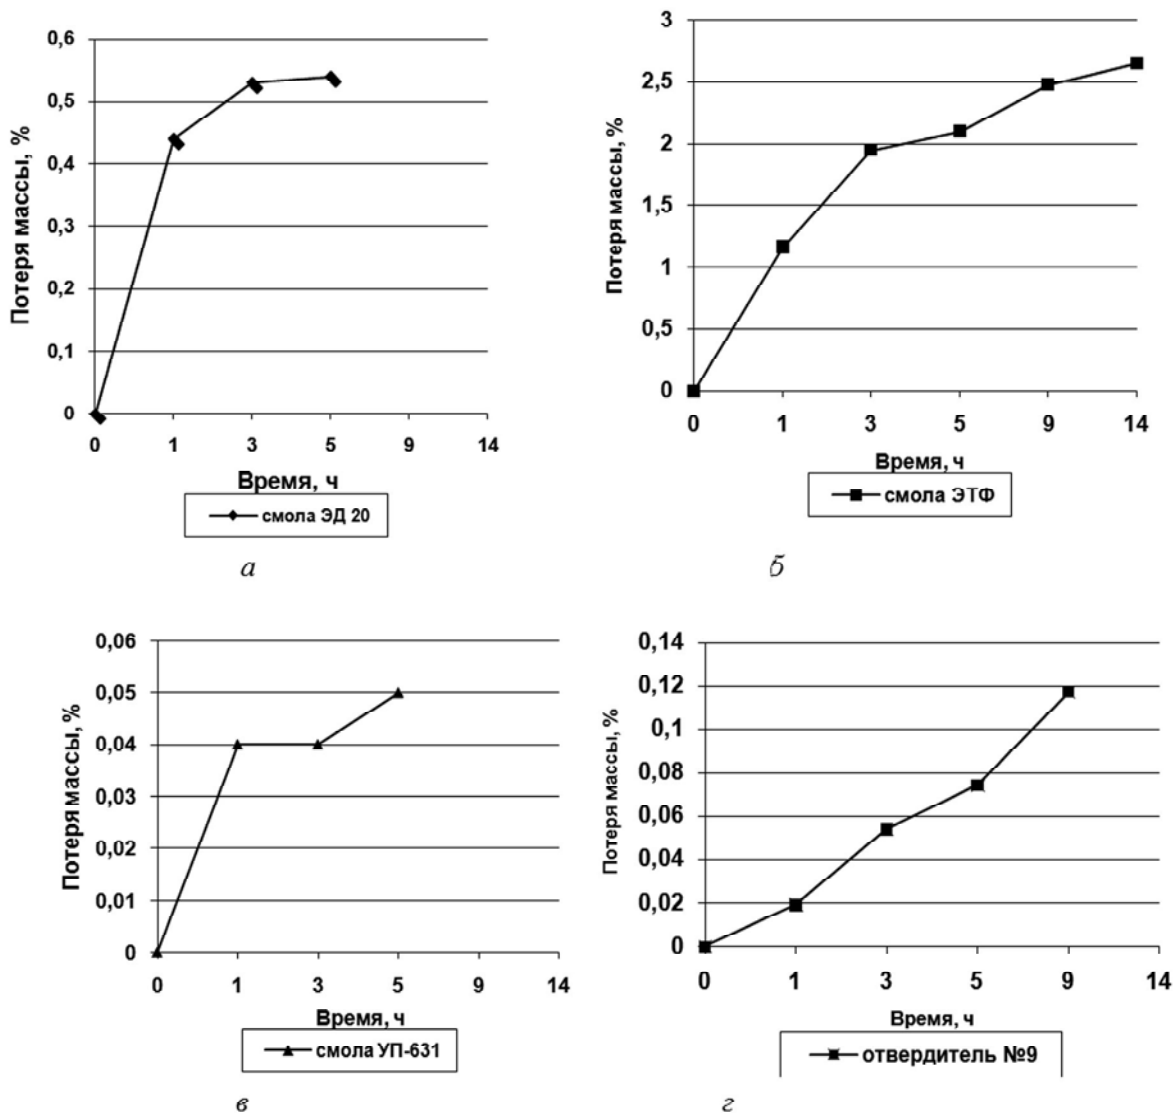 0,6
0,5
0,4
0,3
0,2
0,1
0
Потеря массы, %
0 1 3 5 9 14
Время, ч
смола ЭД 20
а
3
2,5
2
1,5
1
0,5
0
Потеря массы, %
0 1 3 5 9 14
Время, ч
смола ЭТФ
б
0,06
0,05
0,04
0,03
0,02
0,01
0
Потеря массы, %
0 1 3 5 9 14
Время, ч
смола УП-631
в
0,14
0,12
0,1
0,08
0,06
0,04
0,02
0
Потеря массы, %
0 1 3 5 9 14
Время, ч
отвердитель №9
г